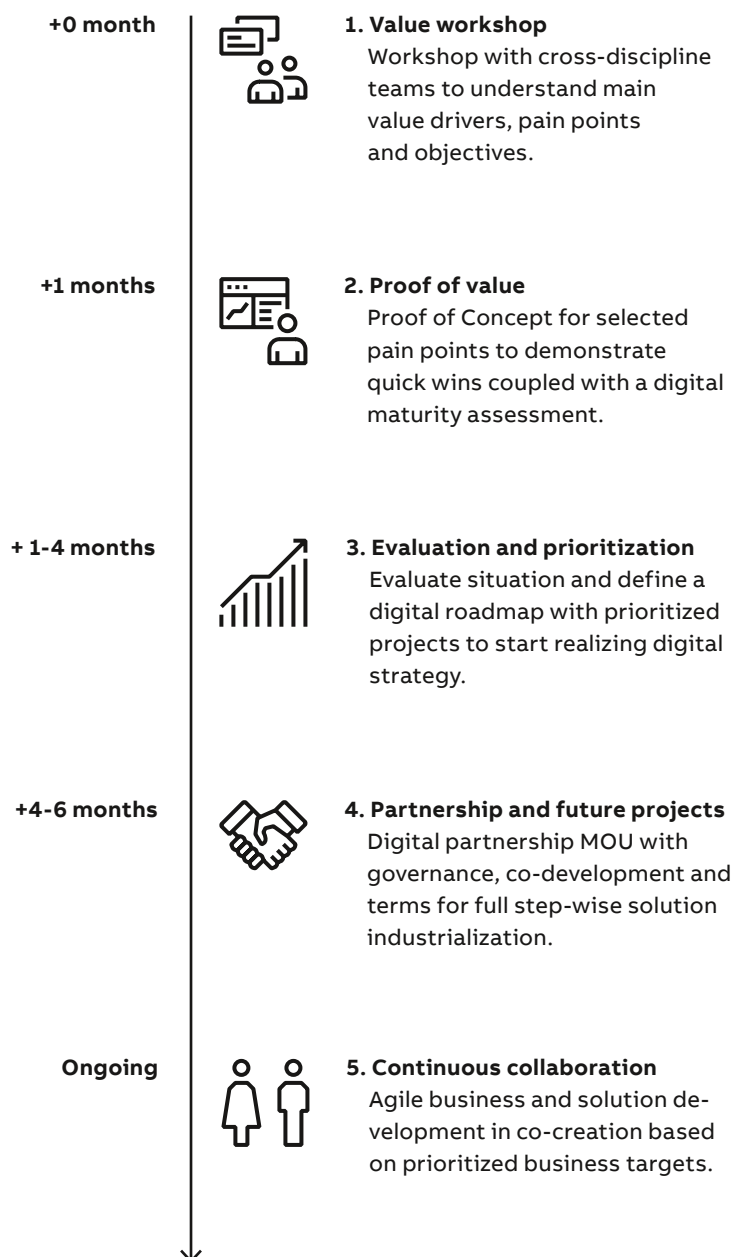 +0 month
1. Value workshop
Workshop with cross-discipline
teams to understand main
value drivers, pain points
and objectives.
+1 months
2. Proof of value
Proof of Concept for selected
pain points to demonstrate
quick wins coupled with a digital
maturity assessment.
+ 1-4 months
3. Evaluation and prioritization
Evaluate situation and define a
digital roadmap with prioritized
projects to start realizing digital
strategy.
+4-6 months
4. Partnership and future projects
Digital partnership MOU with
governance, co-development and
terms for full step-wise solution
industrialization.
Ongoing
5. Continuous collaboration
Agile business and solution de-
velopment in co-creation based
on prioritized business targets.